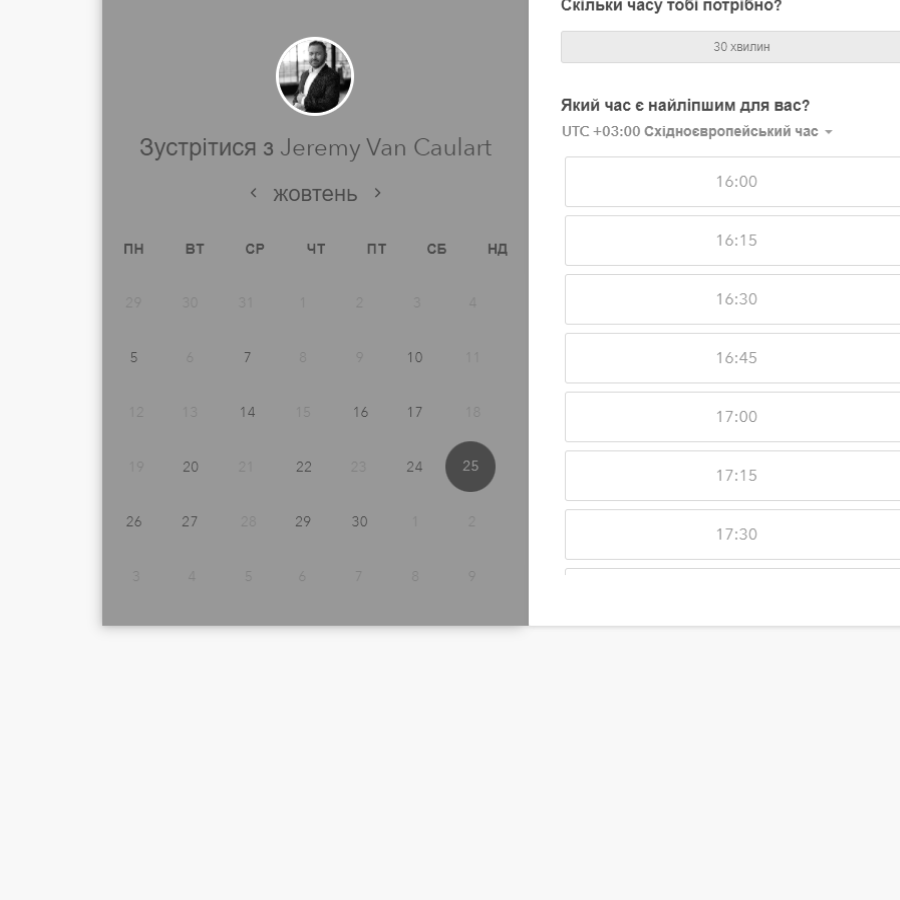 Зустрітися з Jeremy Van Caulart
жовтень
ПН ВТ СР ЧТ ПТ СБ НД
29 30 31 1 2 3 4
5 6 7 8 9 10 11
12 13 14 15 16 17 18
19 20 21 22 23 24 25
26 27 28 29 30 1 2
3 4 5 6 7 8 9
Скільки часу тобі потрібно?
30 хвилин
Який час є найліпшим для вас?
UTC +03:00 Східноєвропейський час
16:00
16:15
16:30
16:45
17:00
17:15
17:30